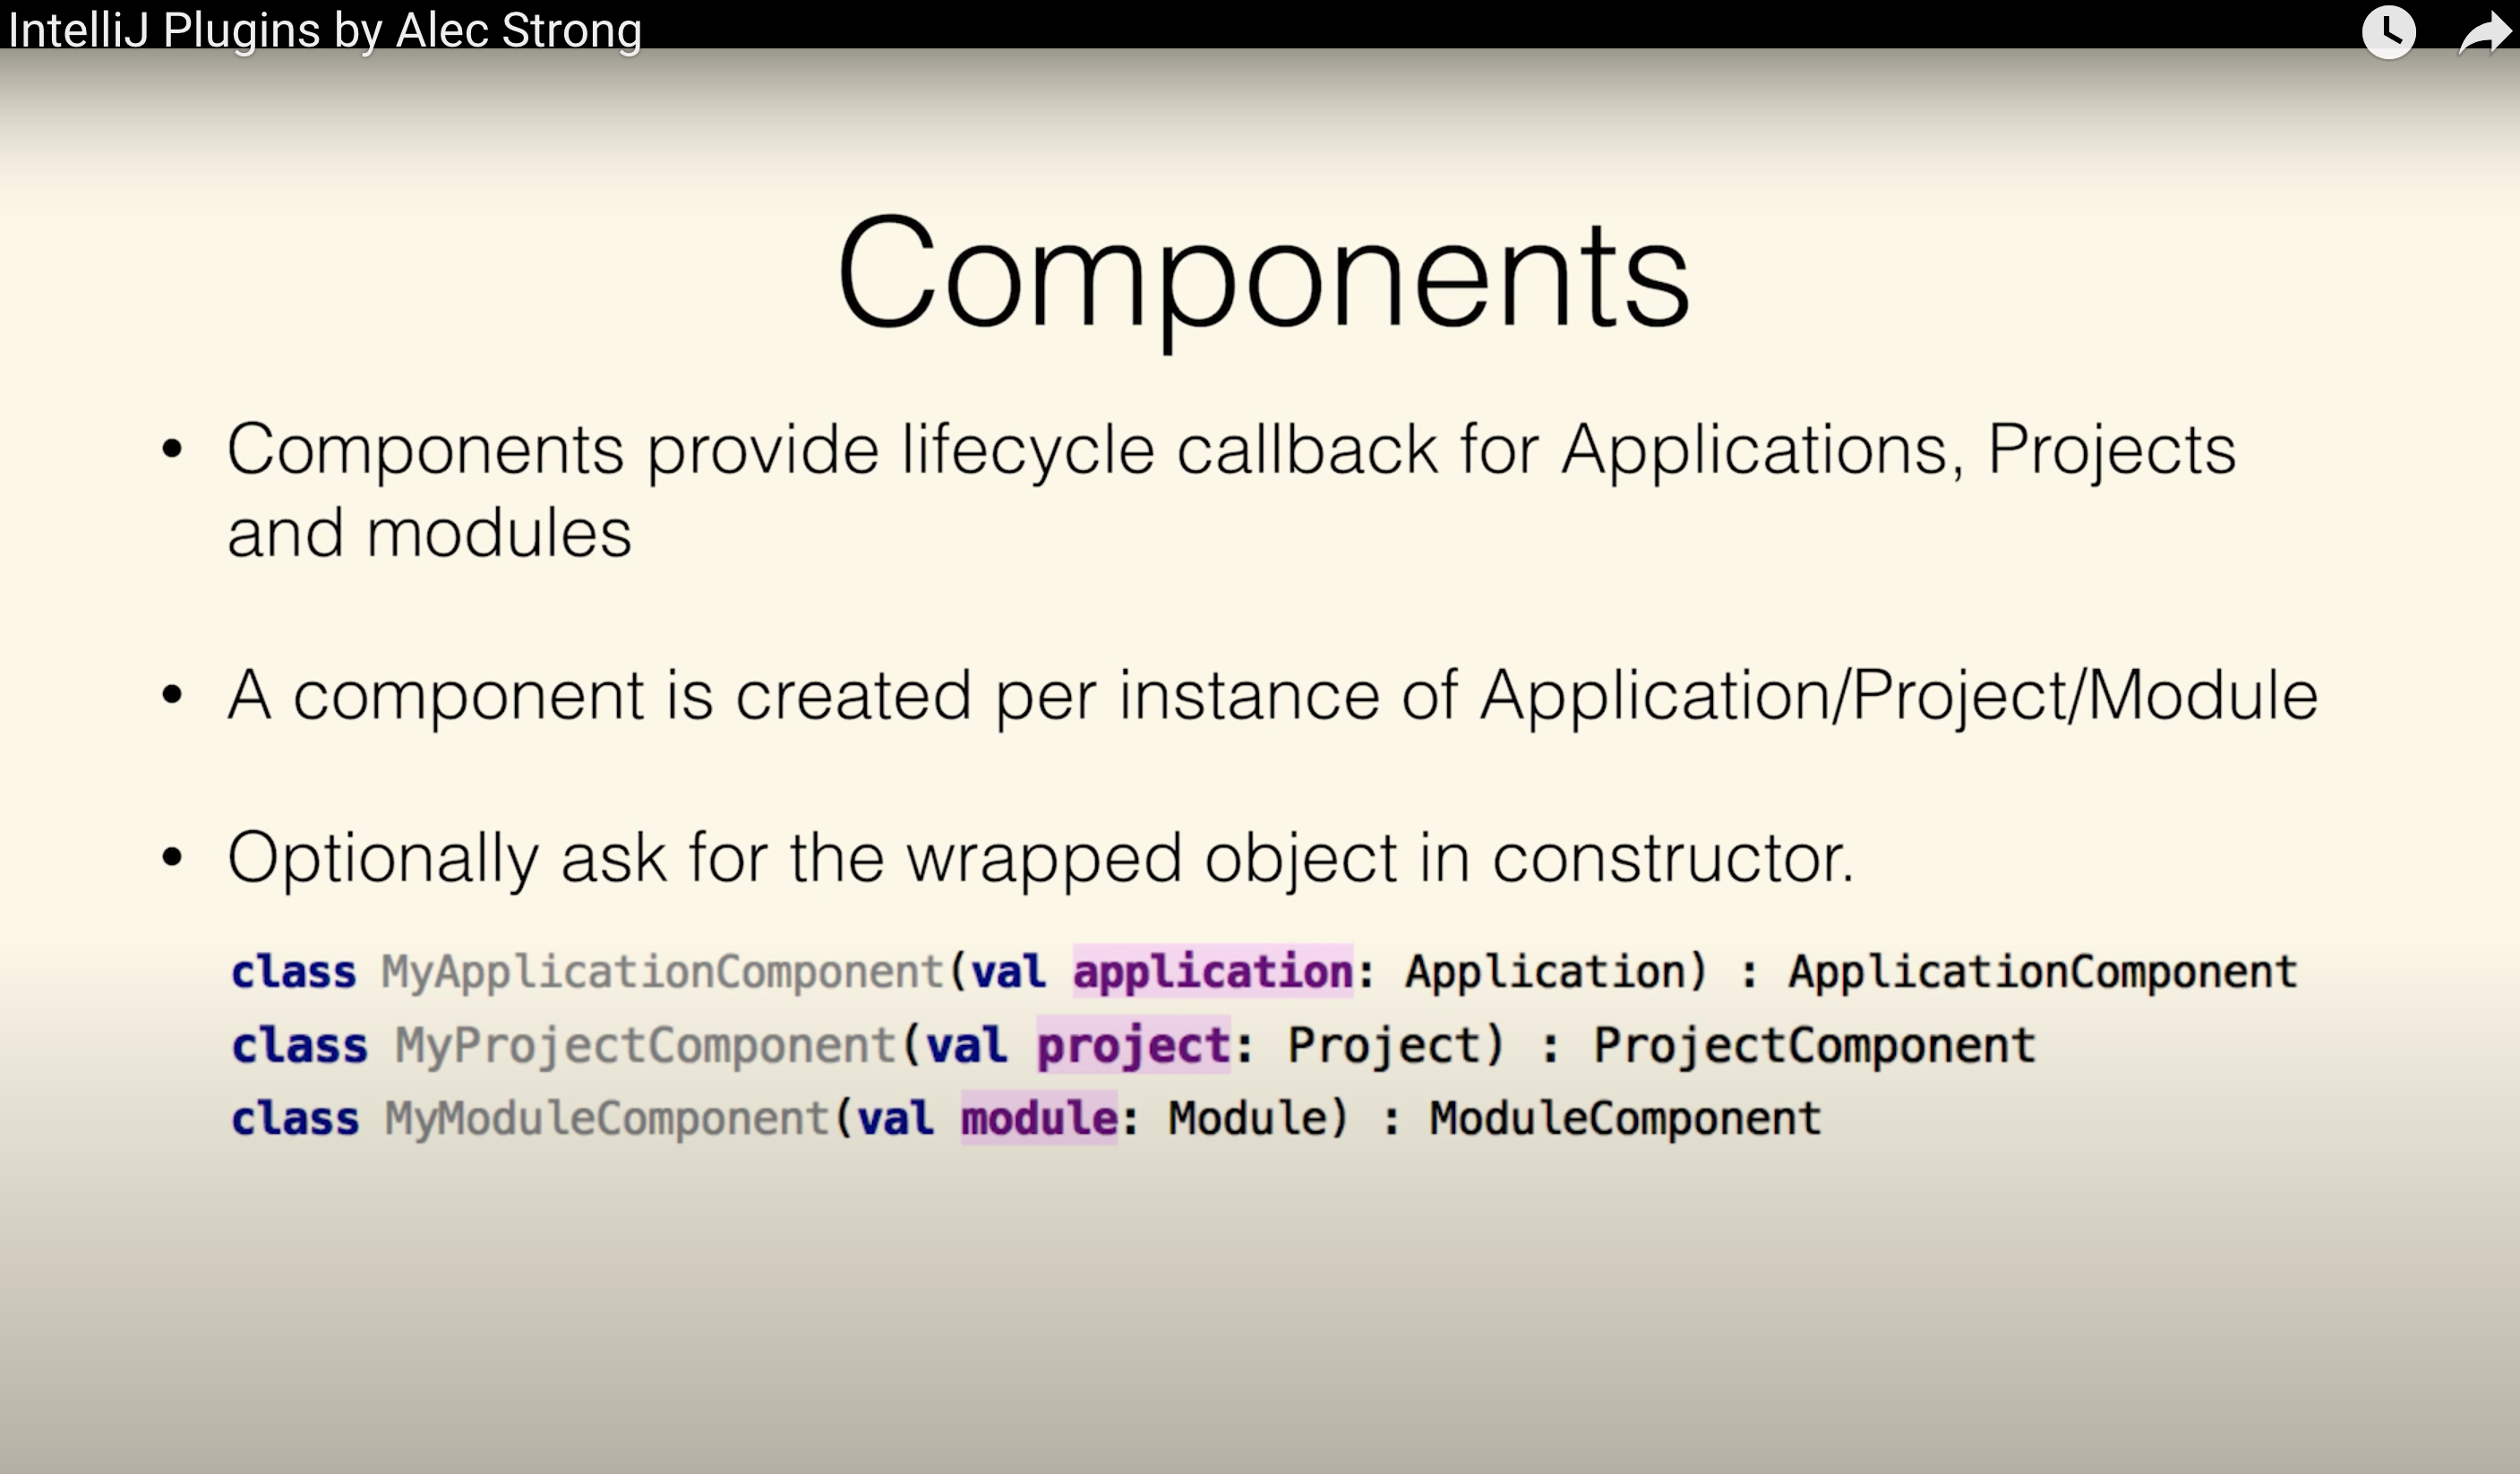 IntelliJ Plugins by Alec Strong
Components
• Components provide lifecycle callback for Applications, Projects
and modules
• A component is created per instance of Application/Project/Module
• Optionally ask for the wrapped object in constructor.
class MyApplicationComponent(val application: Application) : ApplicationComponent
class MyProjectComponent(val project: Project) : ProjectComponent
class MyModuleComponent(val module: Module) : ModuleComponent